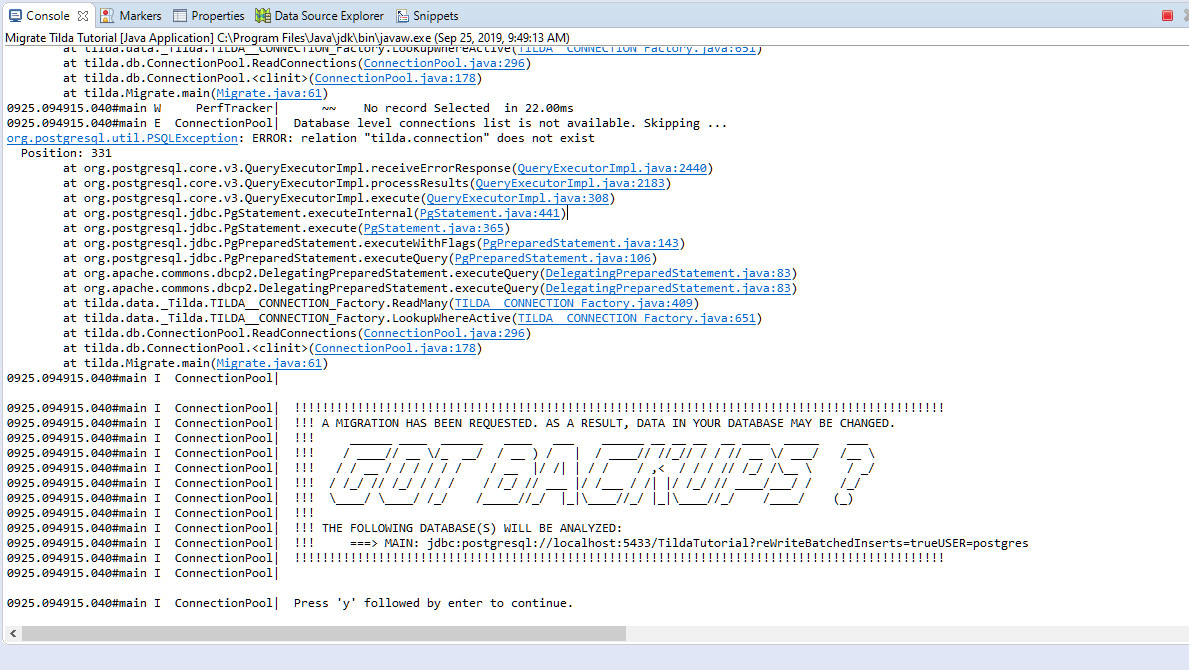 Console Markers Properties Data Source Explorer Snippets
Migrate Tilda Tutorial [Java Application] C:\Program Files\Java\jdk\bin\javaw.exe (Sep 25, 2019, 9:49:13 AM)
at tilda.data._Tilda.TILDA__CONNECTION_Factory.LookupWhereActive(TILDA__CONNECTION_Factory.java:651)
at tilda.db.ConnectionPool.ReadConnections(ConnectionPool.java:296)
at tilda.db.ConnectionPool.<clinit>(ConnectionPool.java:178)
at tilda.Migrate.main(Migrate.java:61)
0925.094915.040#main W PerfTracker| ~~ No record Selected in 22.00ms
0925.094915.040#main E ConnectionPool| Database level connections list is not available. Skipping ...
org.postgresql.util.PSQLException: ERROR: relation "tilda.connection" does not exist
Position: 331
at org.postgresql.core.v3.QueryExecutorImpl.receiveErrorResponse(QueryExecutorImpl.java:2440)
at org.postgresql.core.v3.QueryExecutorImpl.processResults(QueryExecutorImpl.java:2183)
at org.postgresql.core.v3.QueryExecutorImpl.execute(QueryExecutorImpl.java:308)
at org.postgresql.jdbc.PgStatement.executeInternal(PgStatement.java:441)
at org.postgresql.jdbc.PgStatement.execute(PgStatement.java:365)
at org.postgresql.jdbc.PgPreparedStatement.executeWithFlags(PgPreparedStatement.java:143)
at org.postgresql.jdbc.PgPreparedStatement.executeQuery(PgPreparedStatement.java:106)
at org.apache.commons.dbcp2.DelegatingPreparedStatement.executeQuery(DelegatingPreparedStatement.java:83)
at org.apache.commons.dbcp2.DelegatingPreparedStatement.executeQuery(DelegatingPreparedStatement.java:83)
at tilda.data._Tilda.TILDA__CONNECTION_Factory.ReadMany(TILDA__CONNECTION_Factory.java:409)
at tilda.data._Tilda.TILDA__CONNECTION_Factory.LookupWhereActive(TILDA__CONNECTION_Factory.java:651)
at tilda.db.ConnectionPool.ReadConnections(ConnectionPool.java:296)
at tilda.db.ConnectionPool.<clinit>(ConnectionPool.java:178)
at tilda.Migrate.main(Migrate.java:61)
0925.094915.040#main I ConnectionPool|
0925.094915.040#main I ConnectionPool| !!!!!!!!!!!!!!!!!!!!!!!!!!!!!!!!!!!!!!!!!!!!!!!!!!!!!!!!!!!!!!!!!!!!!!!!!!!!!!!!!!!!!!!!!!!!!
0925.094915.040#main I ConnectionPool| !!! A MIGRATION HAS BEEN REQUESTED. AS A RESULT, DATA IN YOUR DATABASE MAY BE CHANGED.
0925.094915.040#main I ConnectionPool| !!!
0925.094915.040#main I ConnectionPool| !!!
0925.094915.040#main I ConnectionPool| !!! GOT BACKUPS ?
0925.094915.040#main I ConnectionPool| !!!
0925.094915.040#main I ConnectionPool| !!!
0925.094915.040#main I ConnectionPool| !!!
0925.094915.040#main I ConnectionPool| !!! THE FOLLOWING DATABASE(S) WILL BE ANALYZED:
0925.094915.040#main I ConnectionPool| !!! ===> MAIN: jdbc:postgresql://localhost:5433/TildaTutorial?reWriteBatchedInserts=trueUSER=postgres
0925.094915.040#main I ConnectionPool| !!!!!!!!!!!!!!!!!!!!!!!!!!!!!!!!!!!!!!!!!!!!!!!!!!!!!!!!!!!!!!!!!!!!!!!!!!!!!!!!!!!!!!!!!!!!!
0925.094915.040#main I ConnectionPool|
0925.094915.040#main I ConnectionPool| Press 'y' followed by enter to continue.